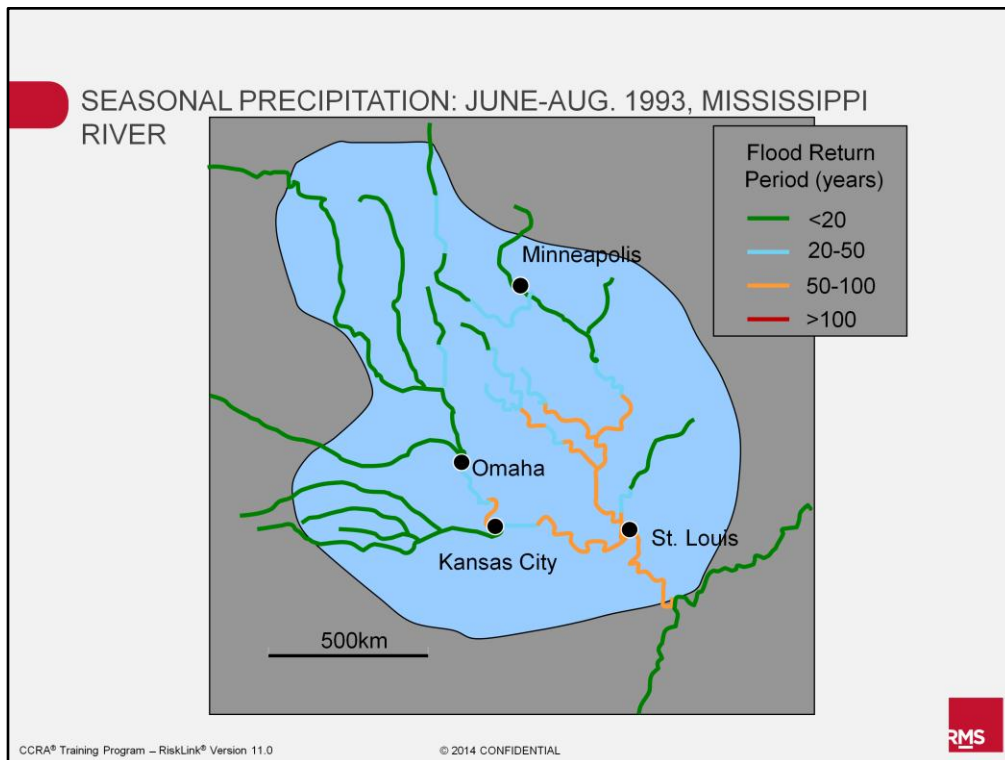 SEASONAL PRECIPITATION: JUNE-AUG. 1993, MISSISSIPPI
RIVER
Flood Return
Period (years)
<20
20-50
50-100
>100
Minneapolis
Omaha
Kansas City
St. Louis
500km
CCRA® Training Program – RiskLink® Version 11.0
© 2014 CONFIDENTIAL
RMS